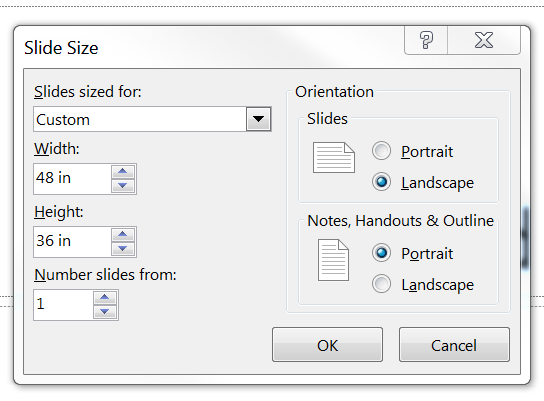 Slide Size
Slides sized for:
Custom
Width:
48 in
Height:
36 in
Number slides from:
1
Orientation
Slides
Portrait
Landscape
Notes, Handouts & Outline
Portrait
Landscape
OK
Cancel